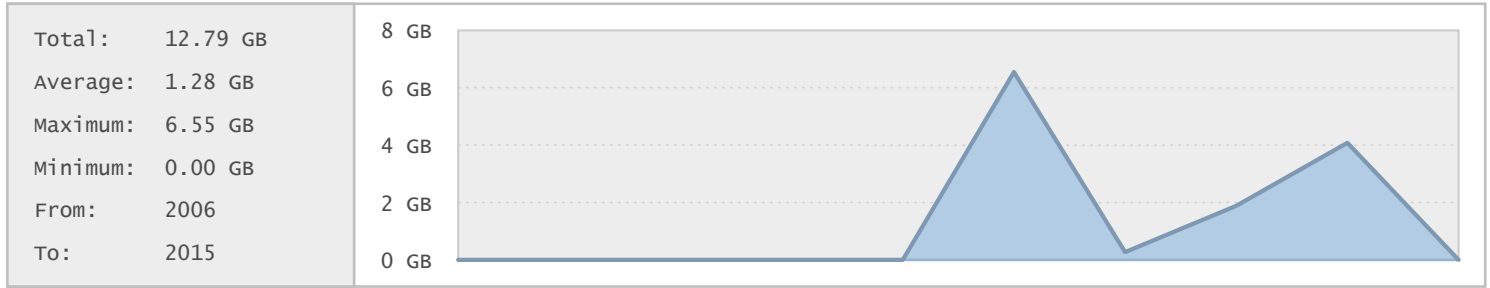 Total: 12.79 GB
Average: 1.28 GB
Maximum: 6.55 GB
Minimum: 0.00 GB
From: 2006
To: 2015
8 GB
6 GB
4 GB
2 GB
0 GB